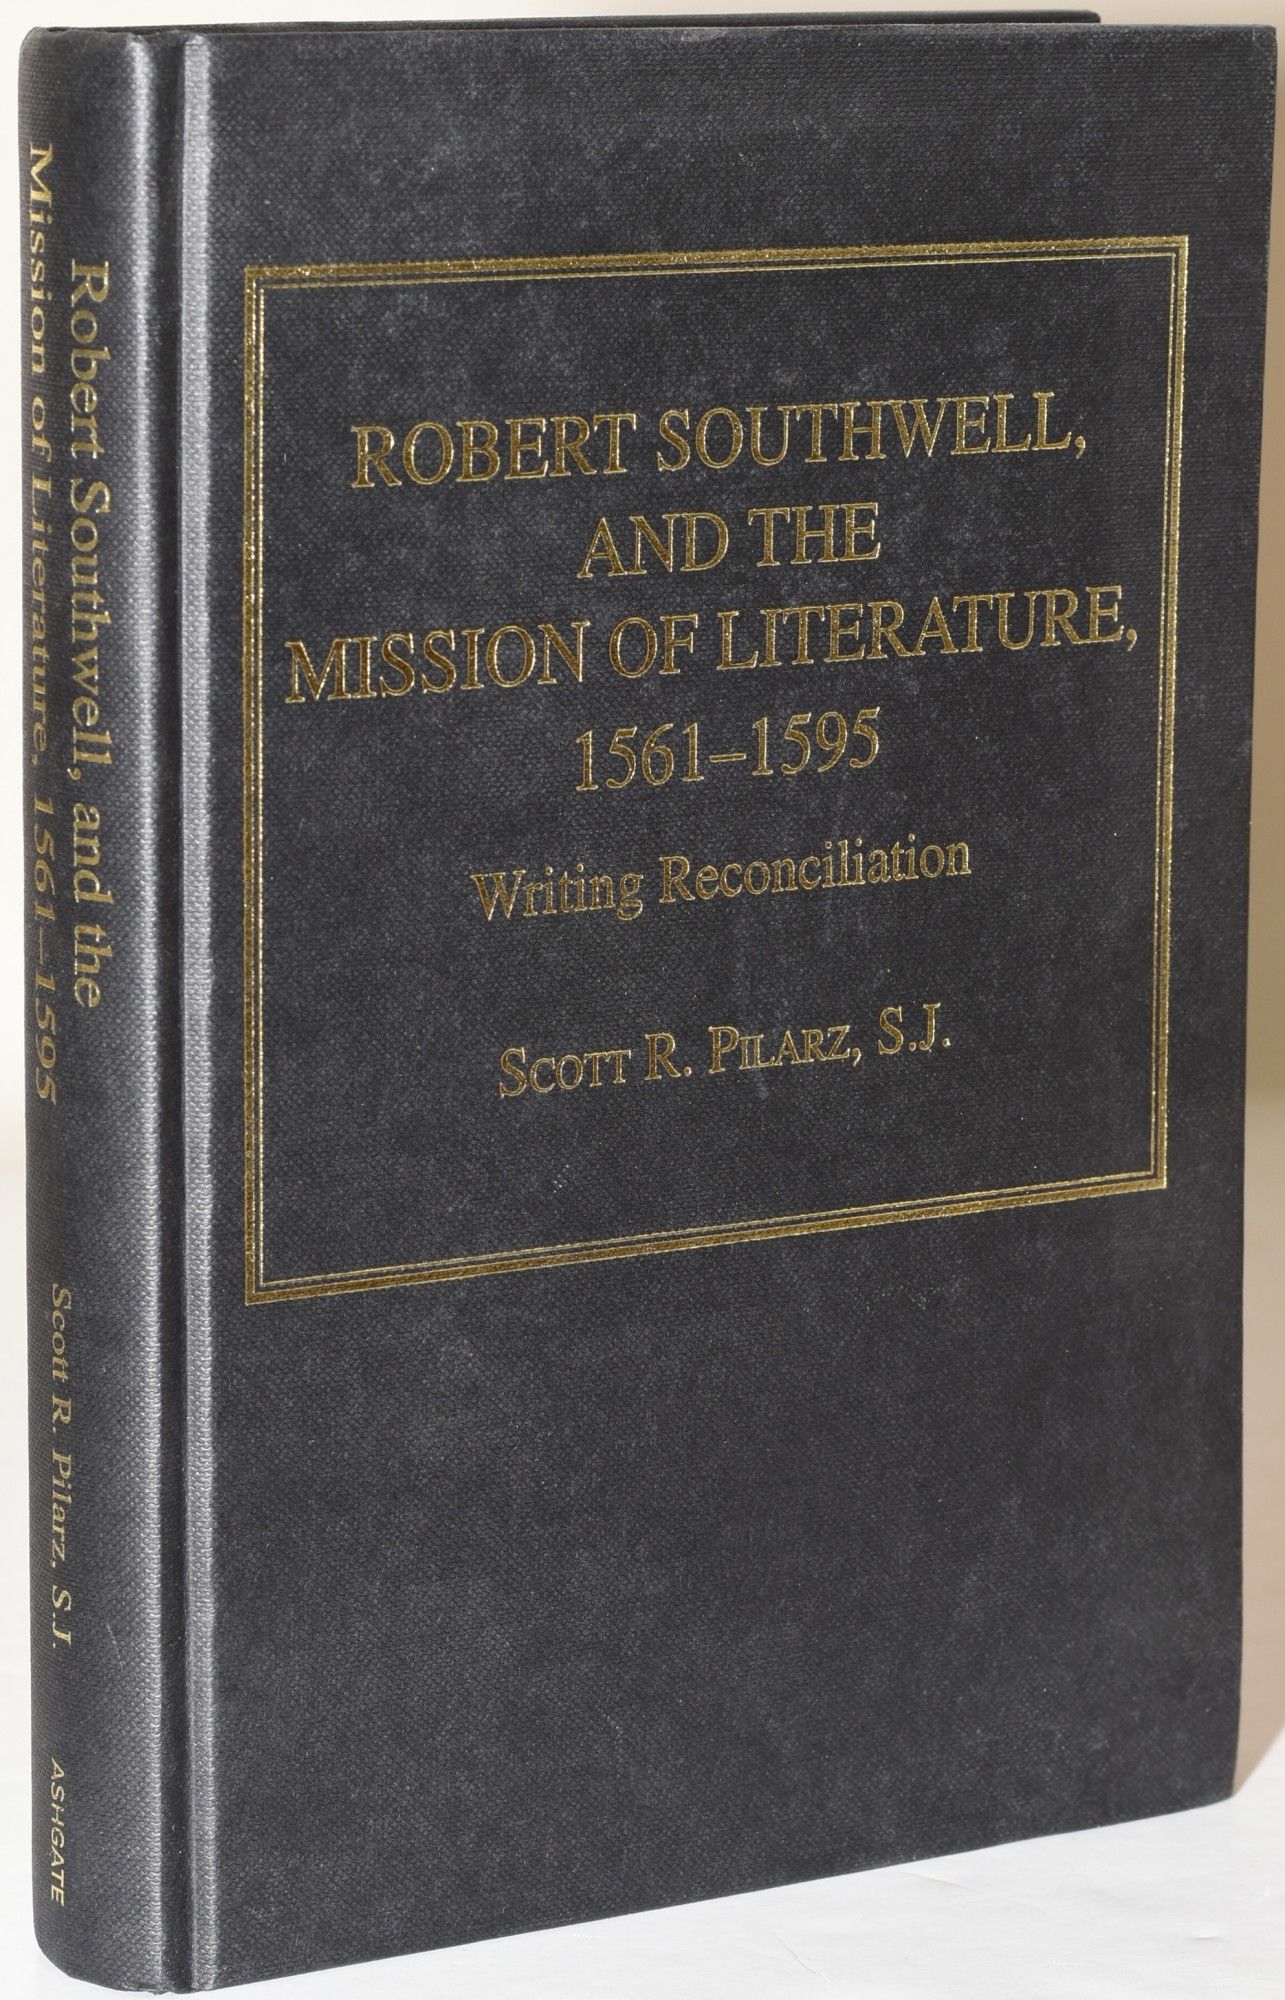 Robert Southwell, and the
Mission of Literature, 1561–1595
Scott R. Pilarz, S.J.
ASHGATE
ROBERT SOUTHWELL,
AND THE
MISSION OF LITERATURE,
1561–1595
Writing Reconciliation
SCOTT R. PILARZ, S.J.